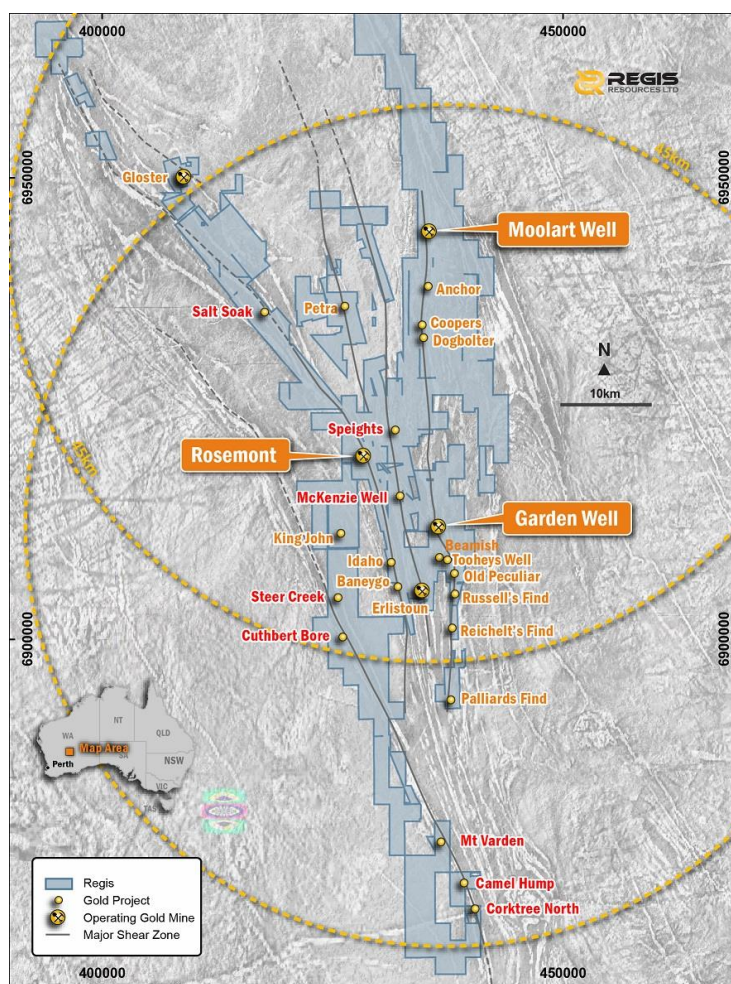 400000
450000
REGIS
RESOURCES LTD
45km
6950000
6950000
Gloster
Moolart Well
Anchor
Salt Soak
Petra
Coopers
Dogbolter
N
10km
Speights
45km
Rosemont
McKenzie Well
Garden Well
King John
Beamish
Idaho
Tooheys Well
Old Peculiar
Baneygo
Steer Creek
Erlistoun
Russell's Find
Cuthbert Bore
Reichelt's Find
6900000
6900000
Palliards Find
NT
WA
QLD
Map Area
SA
Perth
NSW
VIC
TAS
Mt Varden
Regis
Gold Project
Operating Gold Mine
Major Shear Zone
Camel Hump
Corktree North
400000
450000